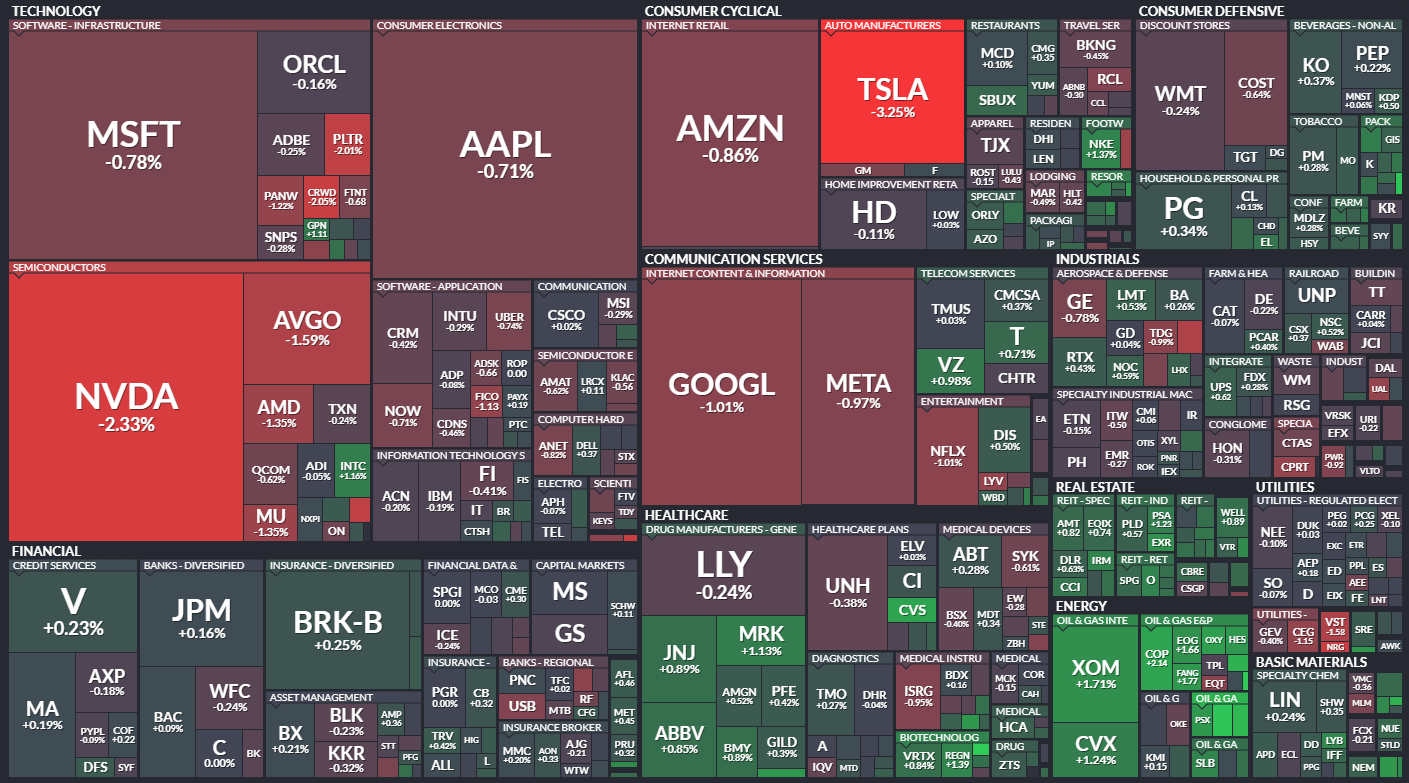 TECHNOLOGY
SOFTWARE - INFRASTRUCTURE
MSFT
-0.78%
ORCL
-0.16%
ADBE
-0.25%
PLTR
-2.01%
PANW
-1.22%
CRWD
-2.05%
FTNT
-0.68
SNPS
-0.28%
GPN
+1.11
CONSUMER ELECTRONICS
AAPL
-0.71%
SEMICONDUCTORS
NVDA
-2.33%
AVGO
-1.59%
AMD
-1.35%
TXN
-0.24%
QCOM
-0.62%
ADI
-0.05%
INTC
+1.16%
MU
-1.35%
NXPI
ON
SOFTWARE - APPLICATION
CRM
-0.42%
INTU
-0.29%
UBER
-0.74%
NOW
-0.71%
ADP
-0.08%
ADSK
-0.66
ROP
0.00
FICO
-1.13
PAYX
+0.19
CDNS
-0.46%
PTC
COMMUNICATION
CSCO
+0.02%
MSI
-0.29%
SEMICONDUCTOR E
AMAT
-0.62%
LRCX
+0.11
KLAC
-0.56
COMPUTER HARD
ANET
-0.82%
DELL
+0.37
STX
INFORMATION TECHNOLOGY S
ACN
-0.20%
IBM
-0.19%
FI
-0.41%
FIS
IT
BR
CTSH
ELECTRO
APH
-0.07%
TEL
SCIENTI
FTV
TDY
KEYS
CONSUMER CYCLICAL
INTERNET RETAIL
AMZN
-0.86%
AUTO MANUFACTURERS
TSLA
-3.25%
GM
F
HOME IMPROVEMENT RETA
HD
-0.11%
LOW
+0.03%
RESTAURANTS
MCD
+0.10%
CMG
+0.35
SBUX
YUM
TRAVEL SER
BKNG
-0.45%
ABNB
-0.30
RCL
CCL
APPAREL
TJX
ROST
-0.15
LULU
-0.43
RESIDEN
DHI
LEN
FOOTW
NKE
+1.37%
LODGING
MAR
-0.49%
HLT
-0.42
RESOR
SPECIALT
ORLY
AZO
PACKAGI
IP
CONSUMER DEFENSIVE
DISCOUNT STORES
WMT
-0.24%
COST
-0.64%
TGT
DG
BEVERAGES - NON-AL
KO
+0.37%
PEP
+0.22%
MNST
+0.06%
KDP
+0.50
HOUSEHOLD & PERSONAL PR
PG
+0.34%
CL
+0.13%
CHD
EL
TOBACCO
PM
+0.28%
MO
PACK
GIS
K
CONF
MDLZ
+0.28%
HSY
FARM
BEVE
KR
SYY
COMMUNICATION SERVICES
INTERNET CONTENT & INFORMATION
GOOGL
-1.01%
META
-0.97%
TELECOM SERVICES
TMUS
+0.03%
CMCSA
+0.37%
T
+0.71%
VZ
+0.98%
CHTR
ENTERTAINMENT
NFLX
-1.01%
DIS
+0.50%
LYV
WBD
EA
INDUSTRIALS
AEROSPACE & DEFENSE
GE
-0.78%
LMT
+0.53%
BA
+0.26%
RTX
+0.43%
GD
+0.04%
TDG
-0.99%
NOC
+0.59%
LHX
FARM & HEA
CAT
-0.07%
DE
-0.22%
PCAR
+0.40%
RAILROAD
UNP
CSX
+0.37
NSC
+0.52%
WAB
BUILDIN
TT
CARR
+0.04%
JCI
SPECIALTY INDUSTRIAL MAC
ETN
-0.15%
ITW
-0.50
CMI
+0.06
IR
PH
EMR
-0.27
OTIS
XYL
ROK
PNR
IEX
INTEGRATE
UPS
+0.62
FDX
+0.28%
WASTE
WM
RSG
INDUST
DAL
UAL
CONGLOME
HON
-0.31%
SPECIA
CTAS
CPRT
VRSK
EFX
URI
-0.22
PWR
-0.92
VLTO
FINANCIAL
CREDIT SERVICES
V
+0.23%
MA
+0.19%
AXP
-0.18%
PYPL
-0.09%
COF
+0.22
DFS
SYF
BANKS - DIVERSIFIED
JPM
+0.16%
BAC
+0.09%
WFC
-0.24%
C
0.00%
BK
INSURANCE - DIVERSIFIED
BRK-B
+0.25%
ASSET MANAGEMENT
BX
+0.21%
BLK
-0.23%
KKR
-0.32%
AMP
+0.36
STT
PFG
FINANCIAL DATA &
SPGI
0.00%
MCO
-0.03
CME
+0.30
ICE
-0.24%
CAPITAL MARKETS
MS
GS
SCHW
+0.11
INSURANCE -
PGR
0.00%
CB
+0.32
TRV
+0.42%
HIG
ALL
L
BANKS - REGIONAL
PNC
TFC
+0.02
USB
MTB
RF
CFG
INSURANCE BROKER
MMC
+0.20%
AON
+0.33
AJG
-0.21
WTW
AFL
+0.46
MET
+0.45
PRU
+0.32
HEALTHCARE
DRUG MANUFACTURERS - GENE
LLY
-0.24%
JNJ
+0.89%
MRK
+1.13%
ABBV
+0.85%
AMGN
+0.52%
PFE
+0.42%
BMY
+0.89%
GILD
+0.39%
HEALTHCARE PLANS
UNH
-0.38%
ELV
+0.03%
CI
CVS
MEDICAL DEVICES
ABT
+0.28%
SYK
-0.61%
BSX
-0.40%
MDT
+0.34
EW
-0.28
STE
ZBH
DIAGNOSTICS
TMO
+0.27%
DHR
-0.04%
A
IQV
MTD
MEDICAL INSTRU
ISRG
-0.95%
BDX
+0.16
BIOTECHNOLOG
VRTX
+0.84%
REGN
+1.39
MEDICAL
MCK
-0.15
COR
CAH
MEDICAL
HCA
DRUG
ZTS
REAL ESTATE
REIT - SPEC
AMT
+0.82
EQIX
+0.74
DLR
+0.63%
IRM
CCI
REIT - IND
PLD
+0.57
PSA
+1.23
EXR
REIT -
WELL
+0.89
VTR
REIT - RET
SPG
O
CBRE
CSGP
ENERGY
OIL & GAS INTE
XOM
+1.71%
CVX
+1.24%
OIL & GAS E&P
COP
+2.14
EOG
+1.66
OXY
HES
FANG
+1.77
TPL
EQT
OIL & G
OKE
KMI
+0.15
OIL & GA
PSX
OIL & GA
SLB
UTILITIES
UTILITIES - REGULATED ELECT
NEE
-0.10%
DUK
+0.03
PEG
+0.02
PCG
+0.25
XEL
-0.10
EXC
ETR
SO
-0.07%
AEP
+0.18
ED
PPL
ES
AEE
D
EIX
FE
LNT
UTILITIES -
GEV
-0.40%
CEG
-1.15
VST
-1.58
NRG
SRE
AWK
BASIC MATERIALS
SPECIALTY CHEM
LIN
+0.24%
SHW
+0.35
APD
ECL
DD
LYB
PPG
IFF
VMC
-0.36
MLM
FCX
-0.21
NUE
STLD
NEM